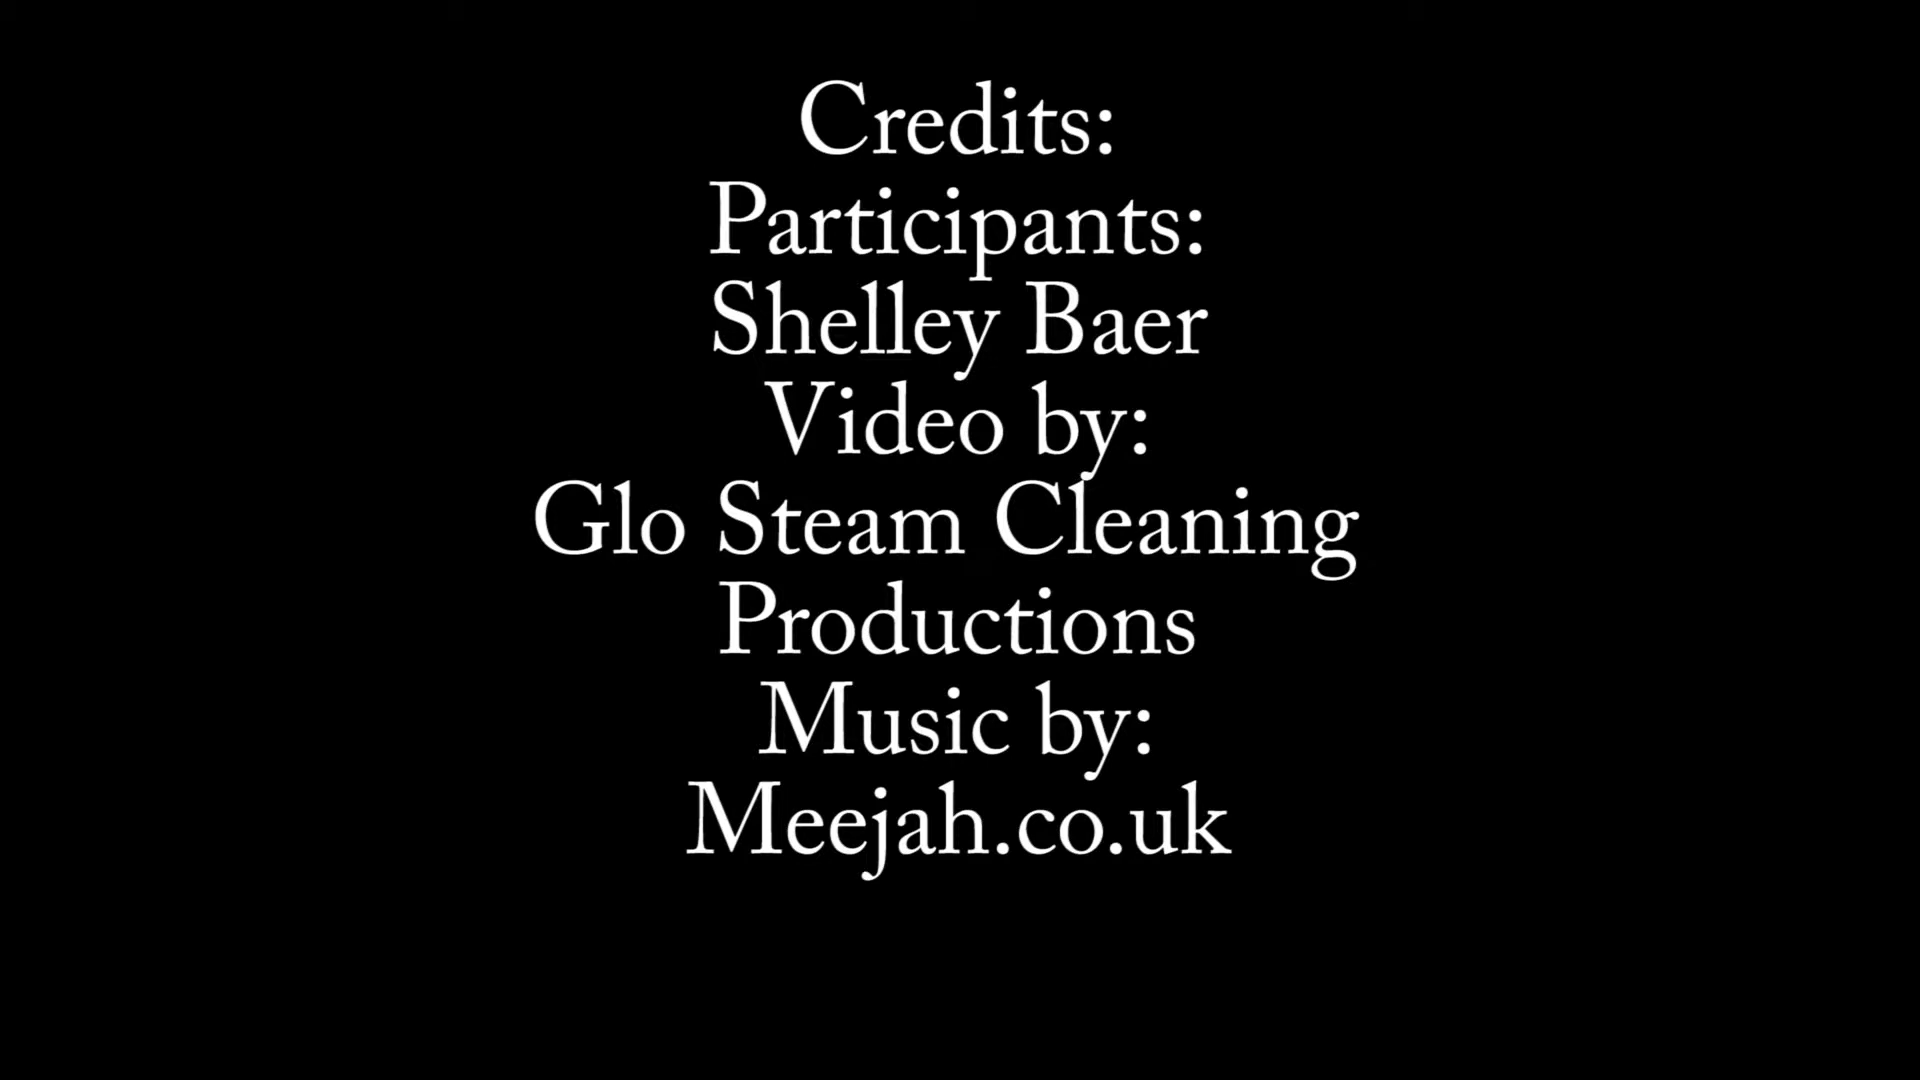 Credits:
Participants:
Shelley Baer
Video by:
Glo Steam Cleaning
Productions
Music by:
Meejah.co.uk